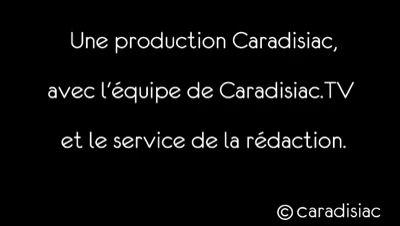 Une production Caradisiac,
avec l'équipe de Caradisiac.TV
et le service de la rédaction.
© caradisiac